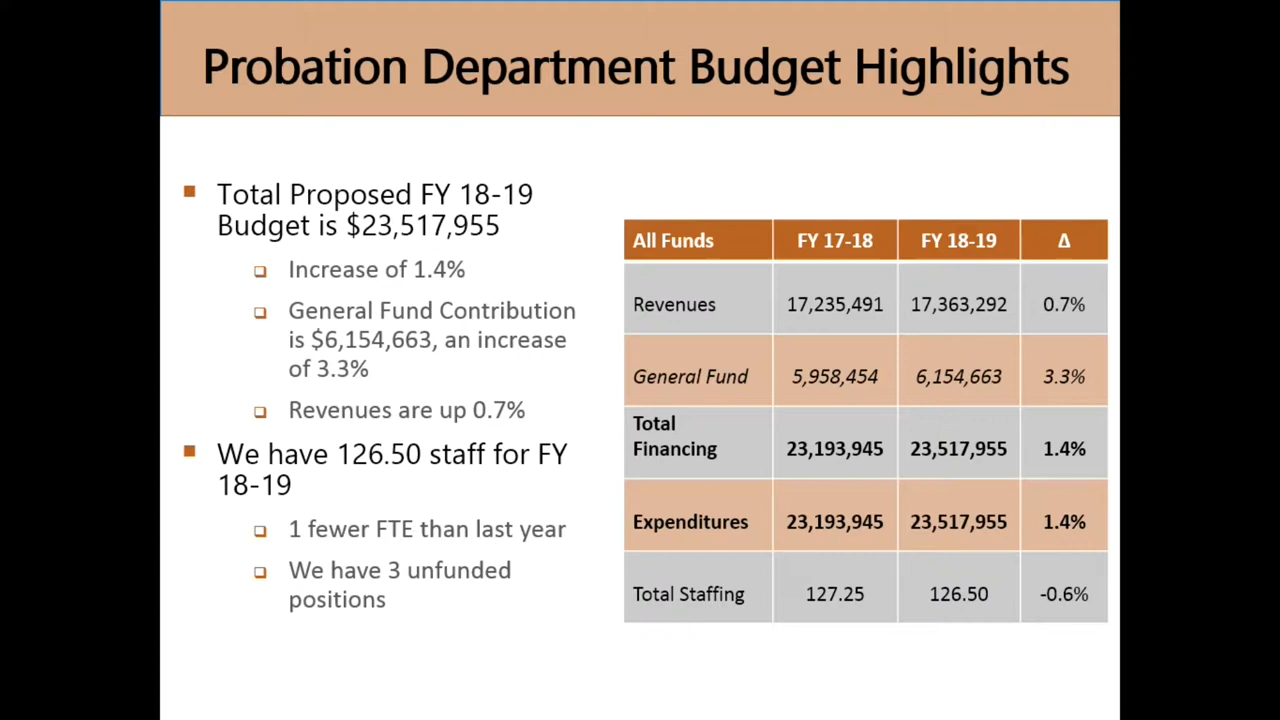 Probation Department Budget Highlights
Total Proposed FY 18-19
Budget is $23,517,955
Increase of 1.4%
General Fund Contribution
is $6,154,663, an increase
of 3.3%
Revenues are up 0.7%
We have 126.50 staff for FY
18-19
1 fewer FTE than last year
We have 3 unfunded
positions
All Funds FY 17-18 FY 18-19 Δ
Revenues 17,235,491 17,363,292 0.7%
General Fund 5,958,454 6,154,663 3.3%
Total
Financing 23,193,945 23,517,955 1.4%
Expenditures 23,193,945 23,517,955 1.4%
Total Staffing 127.25 126.50 -0.6%